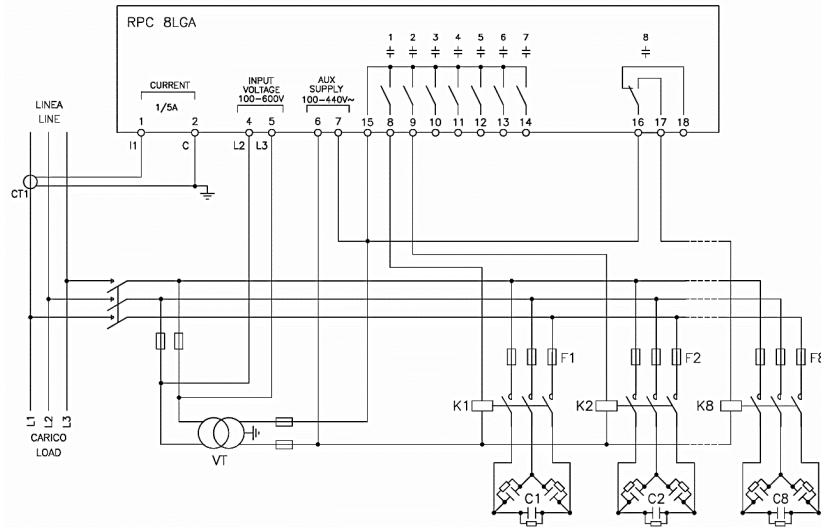 RPC 8LGA
1 2 3 4 5 6 7 8
CURRENT
1/5A
INPUT
VOLTAGE
100-600V
AUX
SUPPLY
100-440V~
LINEA
LINE
1 2 4 5 6 7 15 8 9 10 11 12 13 14 16 17 18
I1 C L2 L3
CT1
F1 F2 F8
K1 K2 K8
L1 L2 L3
CARICO
LOAD
VT
C1 C2 C8